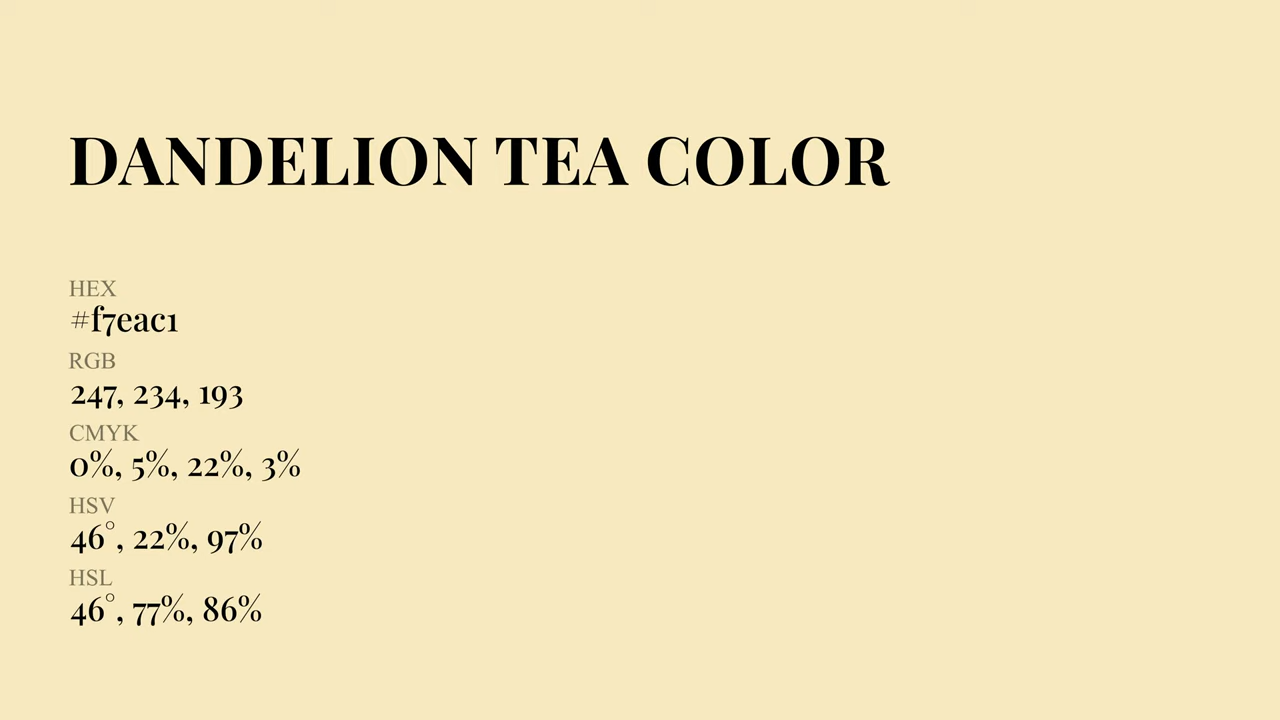 DANDELION TEA COLOR
HEX
#f7eac1
RGB
247, 234, 193
CMYK
0%, 5%, 22%, 3%
HSV
46°, 22%, 97%
HSL
46°, 77%, 86%